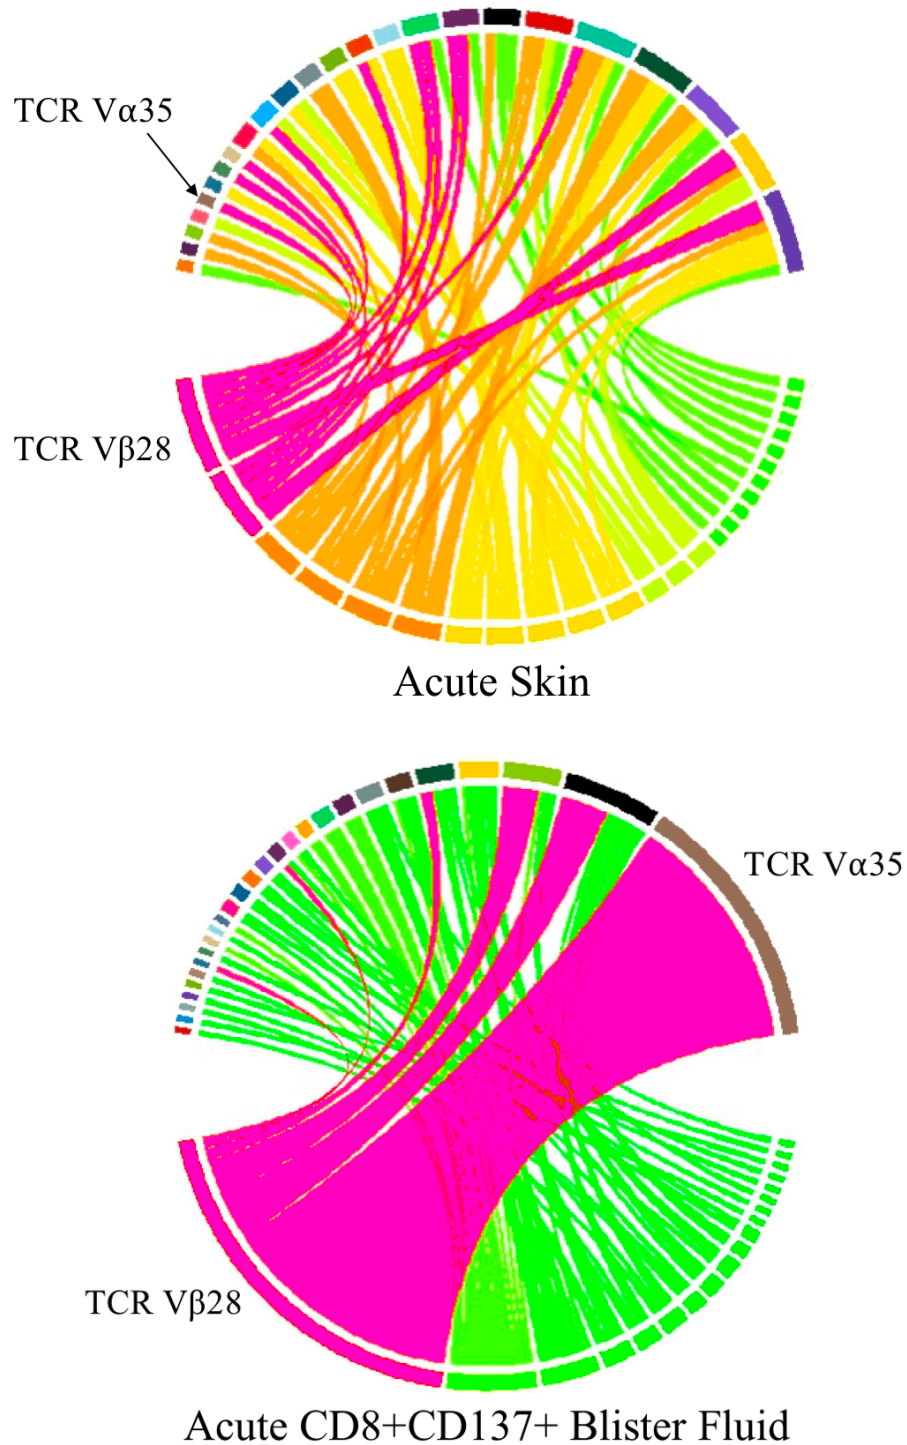 TCR Vα35
TCR Vβ28
Acute Skin
TCR Vα35
TCR Vβ28
Acute CD8+CD137+ Blister Fluid